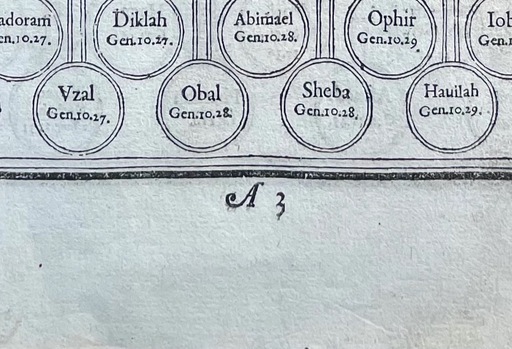 adoram
en.10.27.
Diklah
Gen.10.27.
Abimael
Gen.10.28.
Ophir
Gen.10.29
Iob
Gen.1
Vzal
Gen.10.27.
Obal
Gen.10.28.
Sheba
Gen.10.28.
Hauilah
Gen.10.29.
A 3